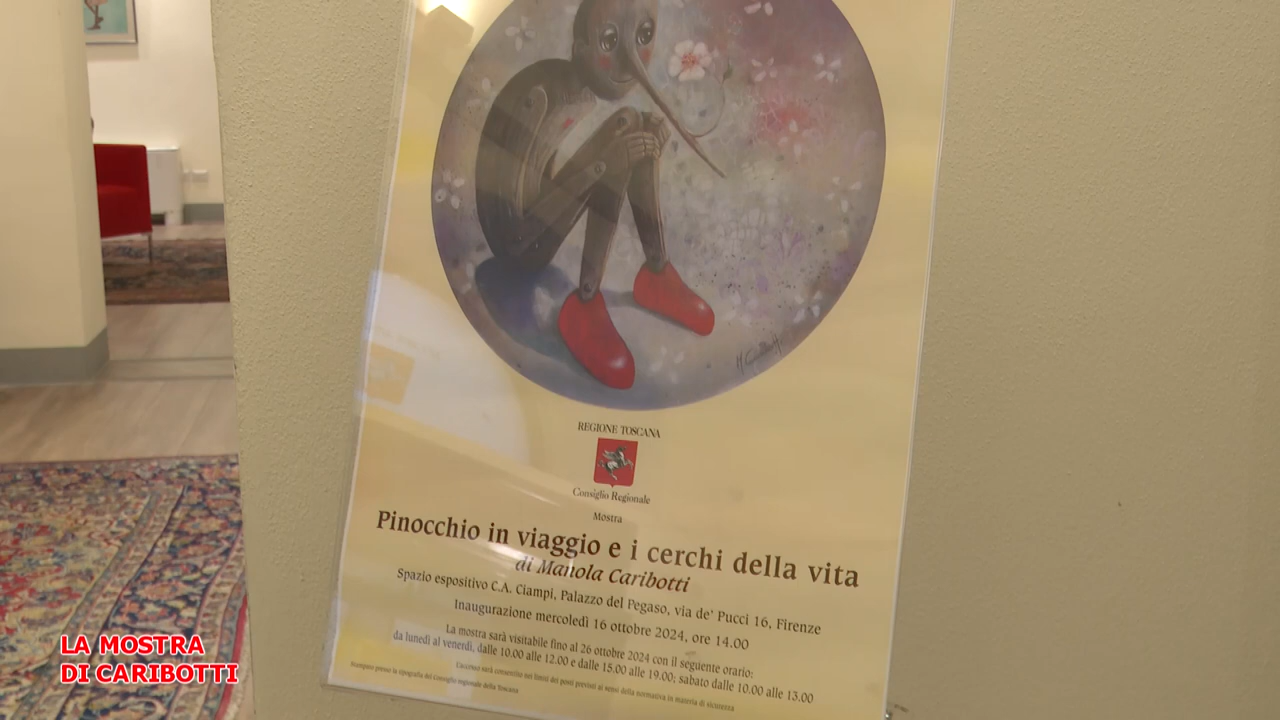 REGIONE TOSCANA
Consiglio Regionale
Mostra
Pinocchio in viaggio e i cerchi della vita
di Manola Caribotti
Spazio espositivo C.A. Ciampi, Palazzo del Pegaso, via de' Pucci 16, Firenze
Inaugurazione mercoledì 16 ottobre 2024, ore 14.00
La mostra sarà visitabile fino al 26 ottobre 2024 con il seguente orario:
da lunedì al venerdì, dalle 10.00 alle 12.00 e dalle 15.00 alle 19.00; sabato dalle 10.00 alle 13.00
L'accesso sarà consentito nei limiti dei posti previsti ai sensi della normativa in materia di sicurezza
Stampato presso la tipografia del Consiglio regionale della Toscana
LA MOSTRA
DI CARIBOTTI